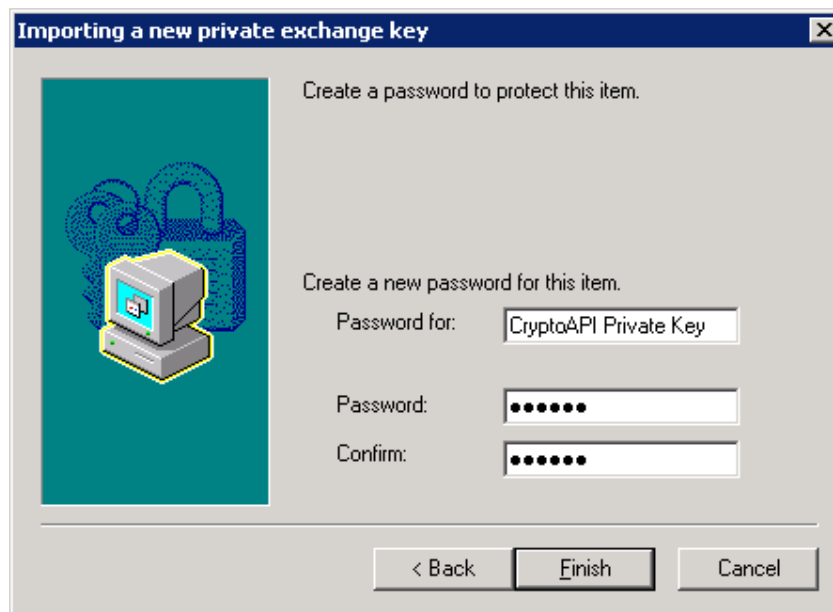 Importing a new private exchange key
Create a password to protect this item.
Create a new password for this item.
Password for: CryptoAPI Private Key
Password: ●●●●●●
Confirm: ●●●●●●
< Back Finish Cancel